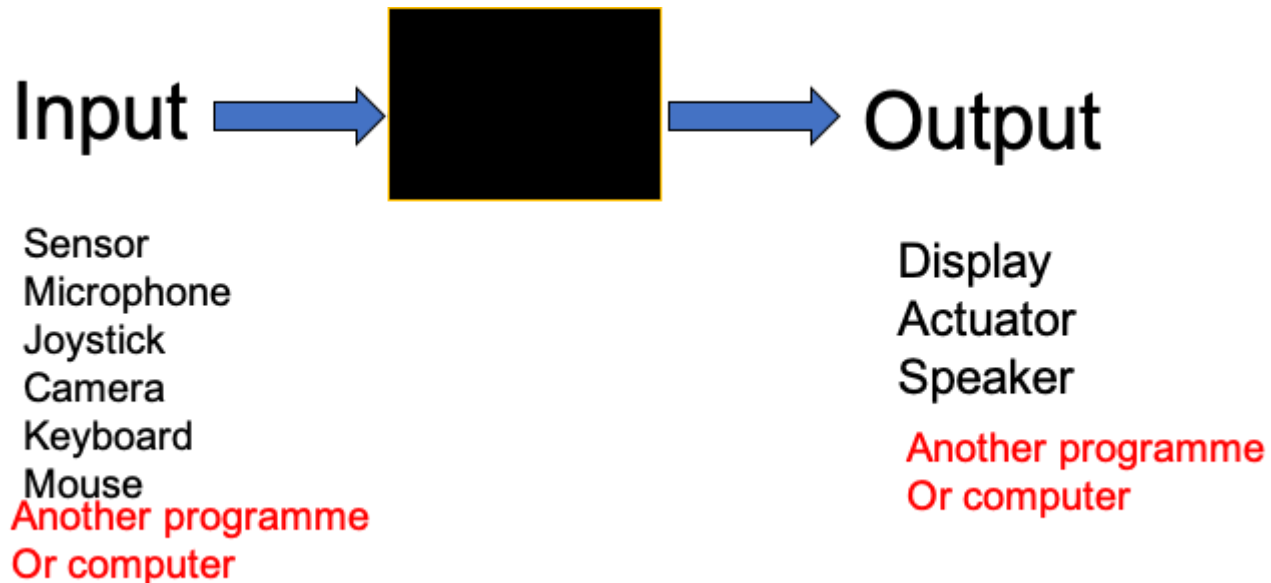 Input
Output
Sensor
Microphone
Joystick
Camera
Keyboard
Mouse
Another programme
Or computer
Display
Actuator
Speaker
Another programme
Or computer